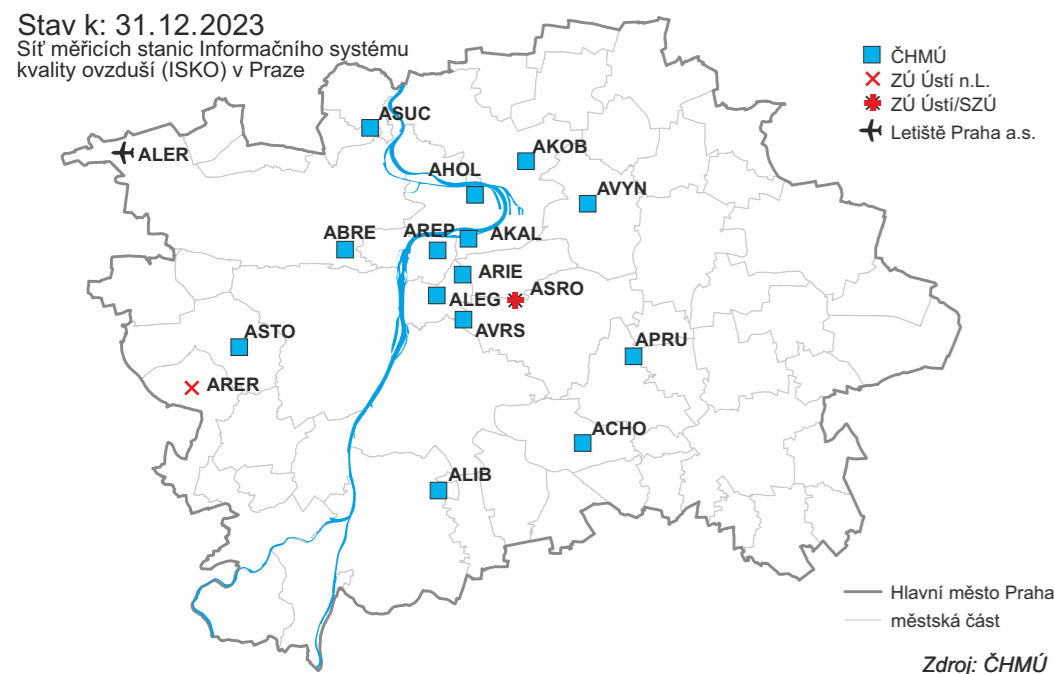 Stav k: 31.12.2023
Síť měřicích stanic Informačního systému
kvality ovzduší (ISKO) v Praze
ČHMÚ
ZÚ Ústí n.L.
ZÚ Ústí/SZÚ
Letiště Praha a.s.
ASUC
ALER
AKOB
AHOL
AVYN
ABRE
AREP
AKAL
ARIE
ASRO
ALEG
AVRS
ASTO
APRU
ARER
ACHO
ALIB
Hlavní město Praha
městská část
Zdroj: ČHMÚ